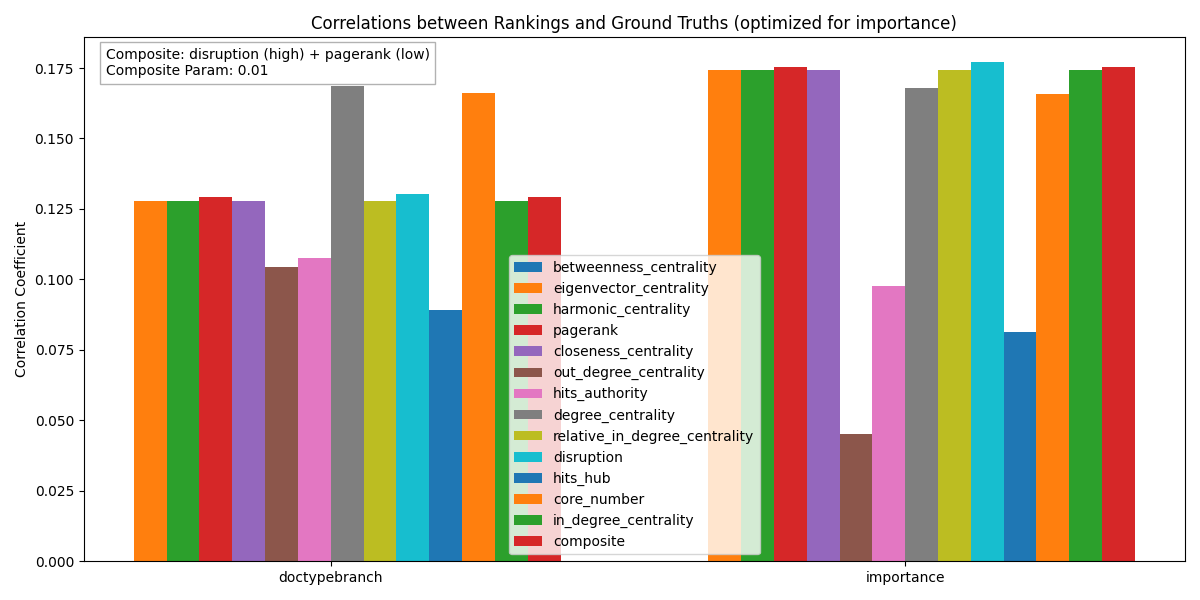 Correlations between Rankings and Ground Truths (optimized for importance)
Composite: disruption (high) + pagerank (low)
Composite Param: 0.01
Correlation Coefficient
0.175
0.150
0.125
0.100
0.075
0.050
0.025
0.000
betweenness_centrality
eigenvector_centrality
harmonic_centrality
pagerank
closeness_centrality
out_degree_centrality
hits_authority
degree_centrality
relative_in_degree_centrality
disruption
hits_hub
core_number
in_degree_centrality
composite
doctypebranch
importance